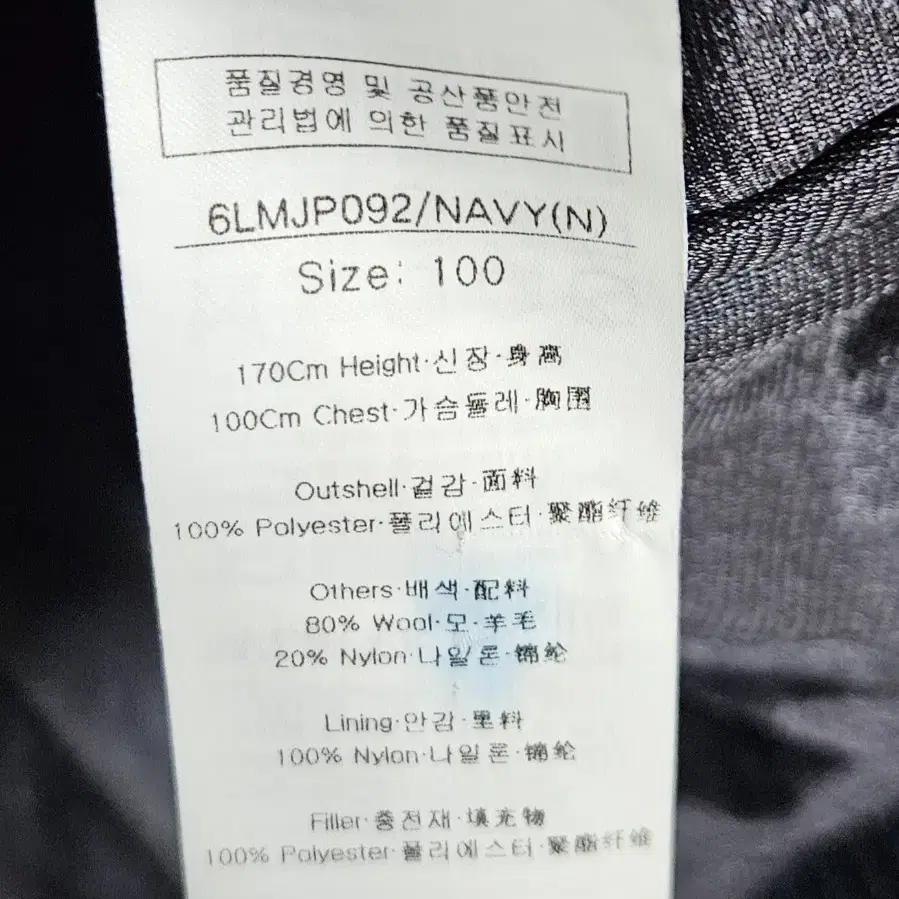 품질경영 및 공산품안전
관리법에 의한 품질표시
6LMJP092/NAVY(N)
Size: 100
170Cm Height·신장·身高
100Cm Chest·가슴둘레·胸围
Outshell·겉감·面料
100% Polyester·폴리에스터·聚酯纤维
Others·배색·配料
80% Wool·모·羊毛
20% Nylon·나일론·锦纶
Lining·안감·里料
100% Nylon·나일론·锦纶
Filler·충전재·填充物
100% Polyester·폴리에스터·聚酯纤维